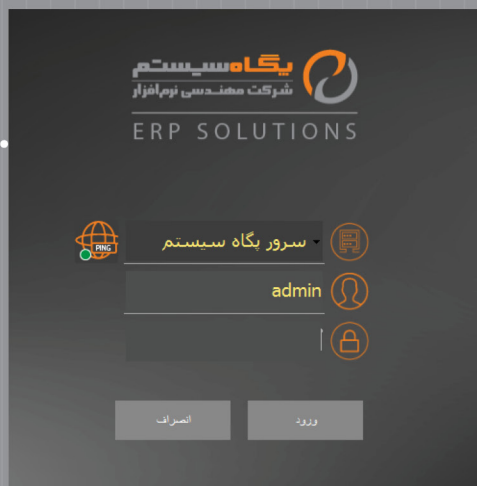 پگاه سیستم
شرکت مهندسی نرم‌افزار
ERP SOLUTIONS
سرور پگاه سیستم
PING
admin
ورود
انصراف